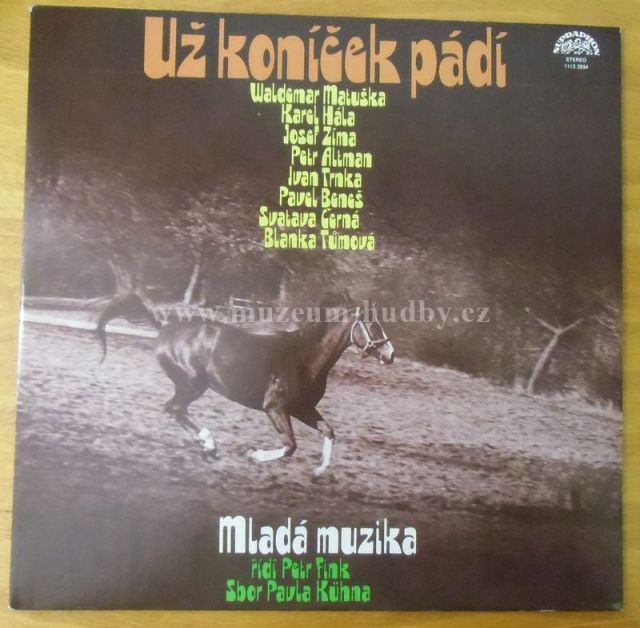 Už koníček pádí
SUPRAPHON
STEREO
1113 2934
Waldemar Matuška
Karel Hála
Josef Zíma
Petr Altman
Ivan Trnka
Pavel Beneš
Svatava Černá
Blanka Tůmová
www.muzeum-hudby.cz
Mladá muzika
řídí Petr Fink
Sbor Pavla Kühna